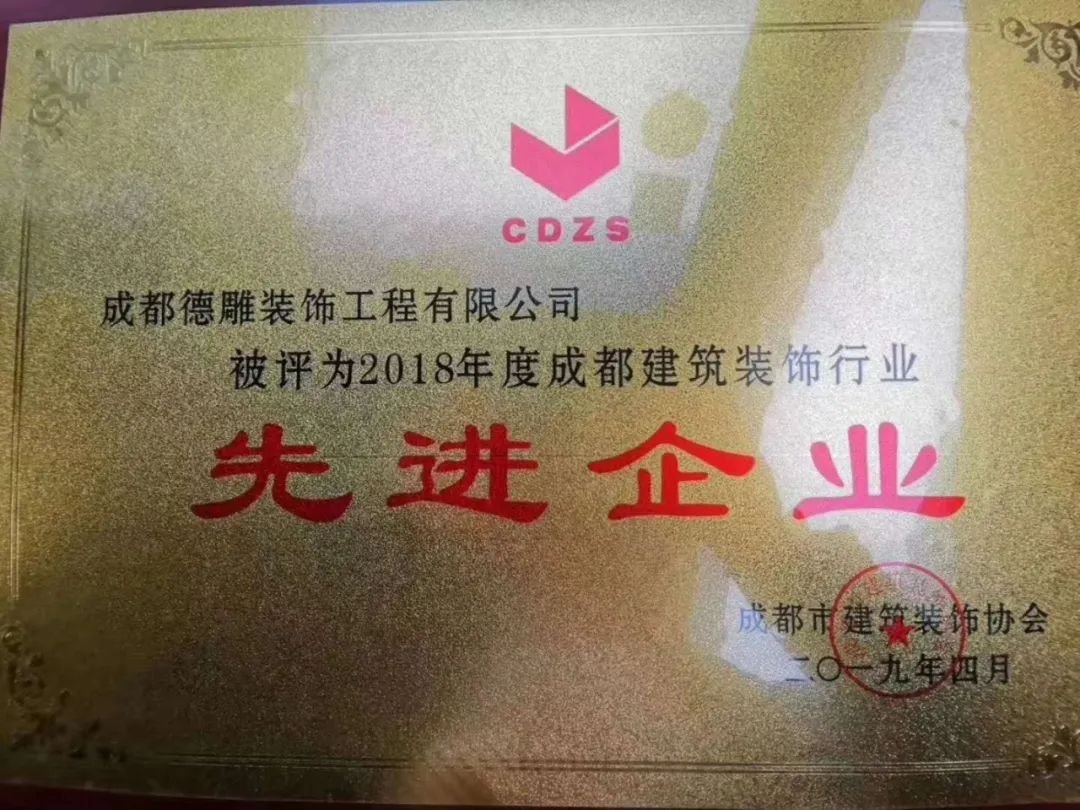 CDZS
成都德雕装饰工程有限公司
被评为2018年度成都建筑装饰行业
先进企业
成都市建筑装饰协会
二〇一九年四月